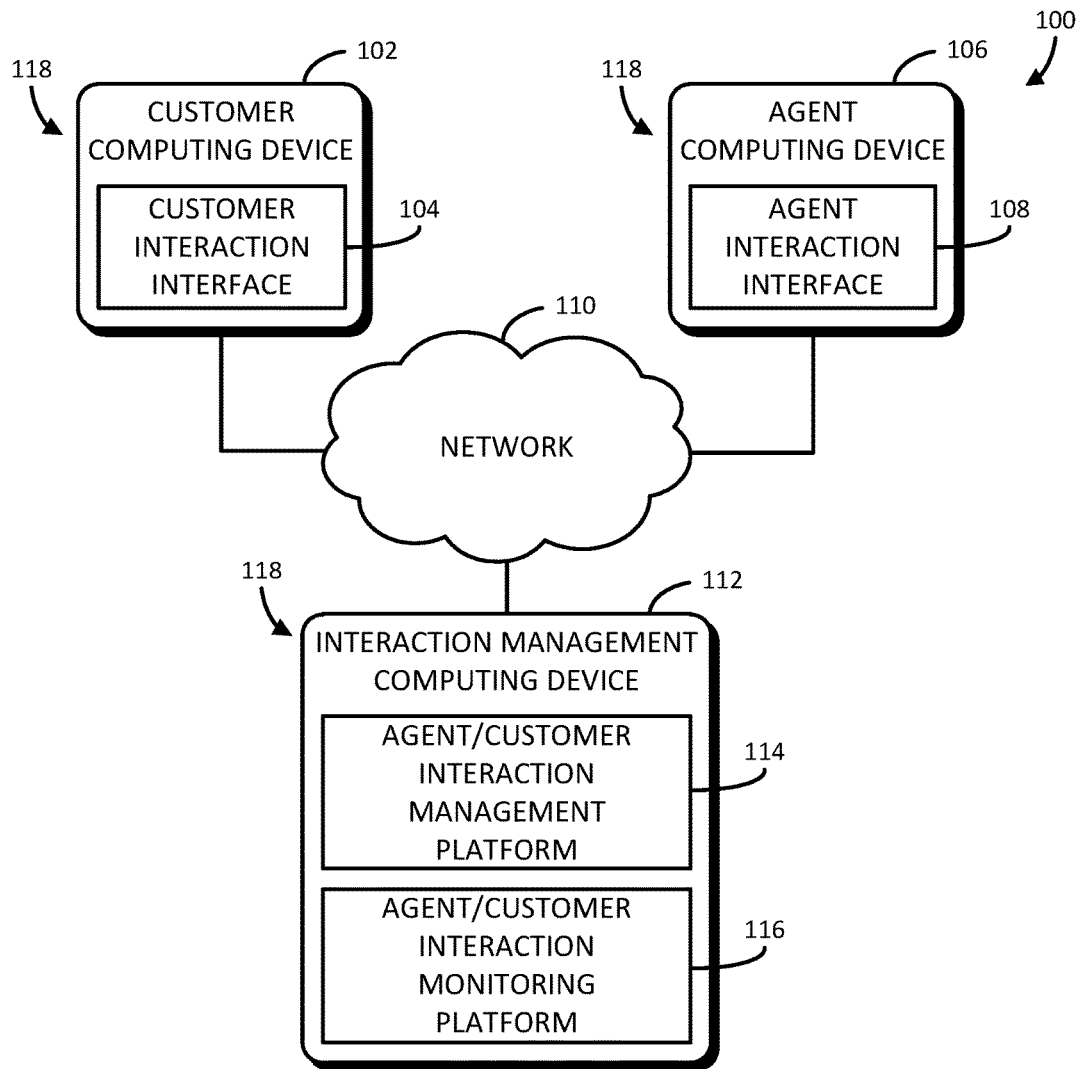 100
102
118
CUSTOMER
COMPUTING DEVICE
CUSTOMER
INTERACTION
INTERFACE
104
106
118
AGENT
COMPUTING DEVICE
AGENT
INTERACTION
INTERFACE
108
110
NETWORK
118
112
INTERACTION MANAGEMENT
COMPUTING DEVICE
AGENT/CUSTOMER
INTERACTION
MANAGEMENT
PLATFORM
114
AGENT/CUSTOMER
INTERACTION
MONITORING
PLATFORM
116